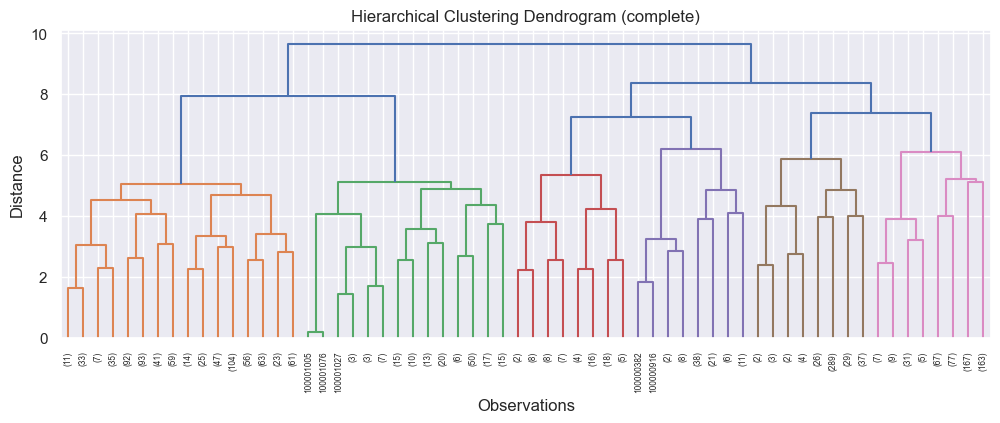 Hierarchical Clustering Dendrogram (complete)
10
8
6
4
2
0
Distance
(11) (33) (7) (35) (92) (93) (41) (59) (14) (25) (47) (104) (56) (63) (23) (61) 100001005 100001076 100001027 (3) (3) (7) (15) (10) (13) (20) (6) (50) (17) (15) (2) (8) (8) (7) (4) (16) (18) (5) 100000382 100000916 (2) (8) (38) (21) (6) (11) (2) (3) (2) (4) (26) (289) (29) (37) (7) (9) (31) (5) (67) (77) (167) (163)
Observations